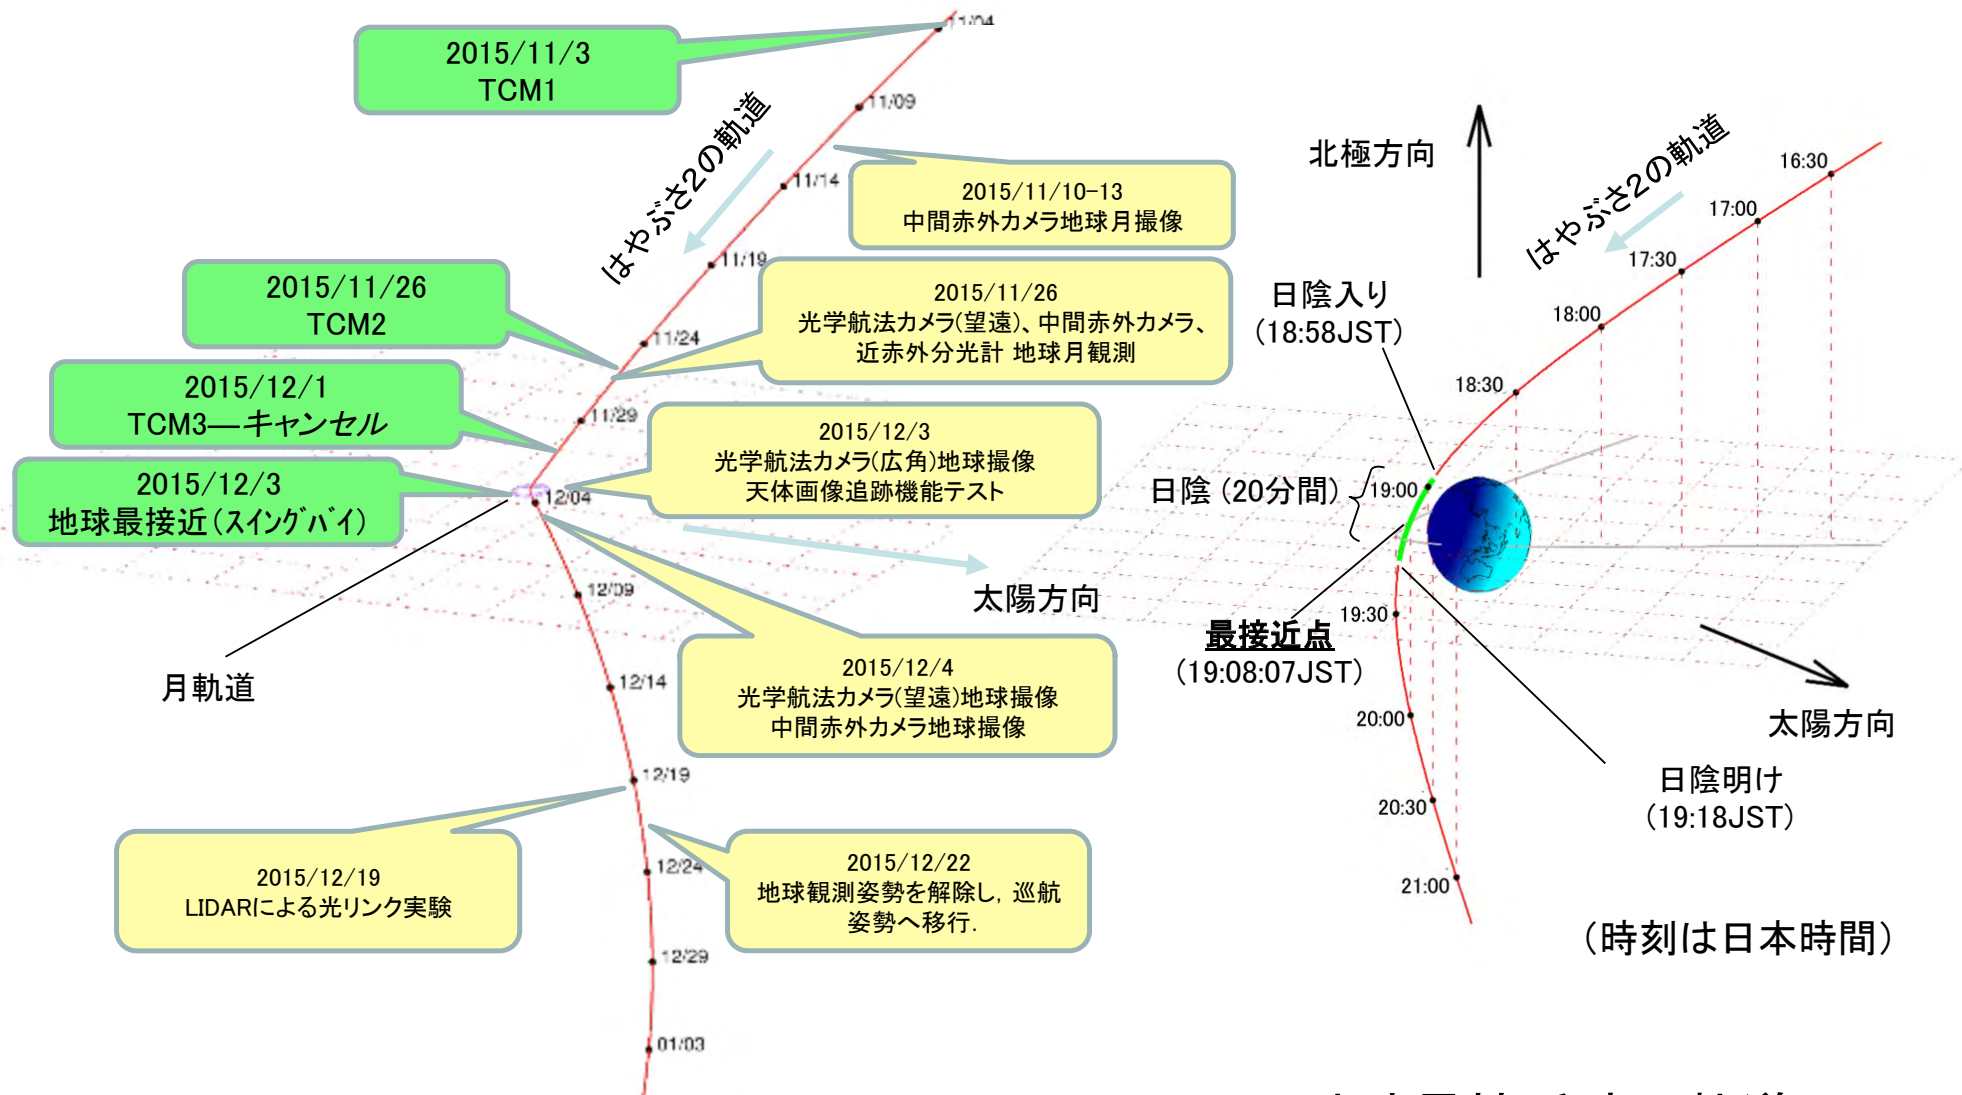 2015/11/3
TCM1
11/04
11/09
はやぶさ2の軌道
11/14
2015/11/10-13
中間赤外カメラ地球月撮像
11/19
2015/11/26
TCM2
2015/11/26
光学航法カメラ(望遠)、中間赤外カメラ、
近赤外分光計 地球月観測
11/24
2015/12/1
TCM3―キャンセル
11/29
2015/12/3
光学航法カメラ(広角)地球撮像
天体画像追跡機能テスト
2015/12/3
地球最接近(スイングバイ)
12/04
太陽方向
12/09
月軌道
12/14
2015/12/4
光学航法カメラ(望遠)地球撮像
中間赤外カメラ地球撮像
12/19
2015/12/19
LIDARによる光リンク実験
12/24
2015/12/22
地球観測姿勢を解除し, 巡航
姿勢へ移行.
12/29
01/03
北極方向
はやぶさ2の軌道
16:30
17:00
17:30
18:00
日陰入り
(18:58JST)
18:30
日陰 (20分間)
19:00
19:30
最接近点
(19:08:07JST)
太陽方向
20:00
日陰明け
(19:18JST)
20:30
21:00
(時刻は日本時間)